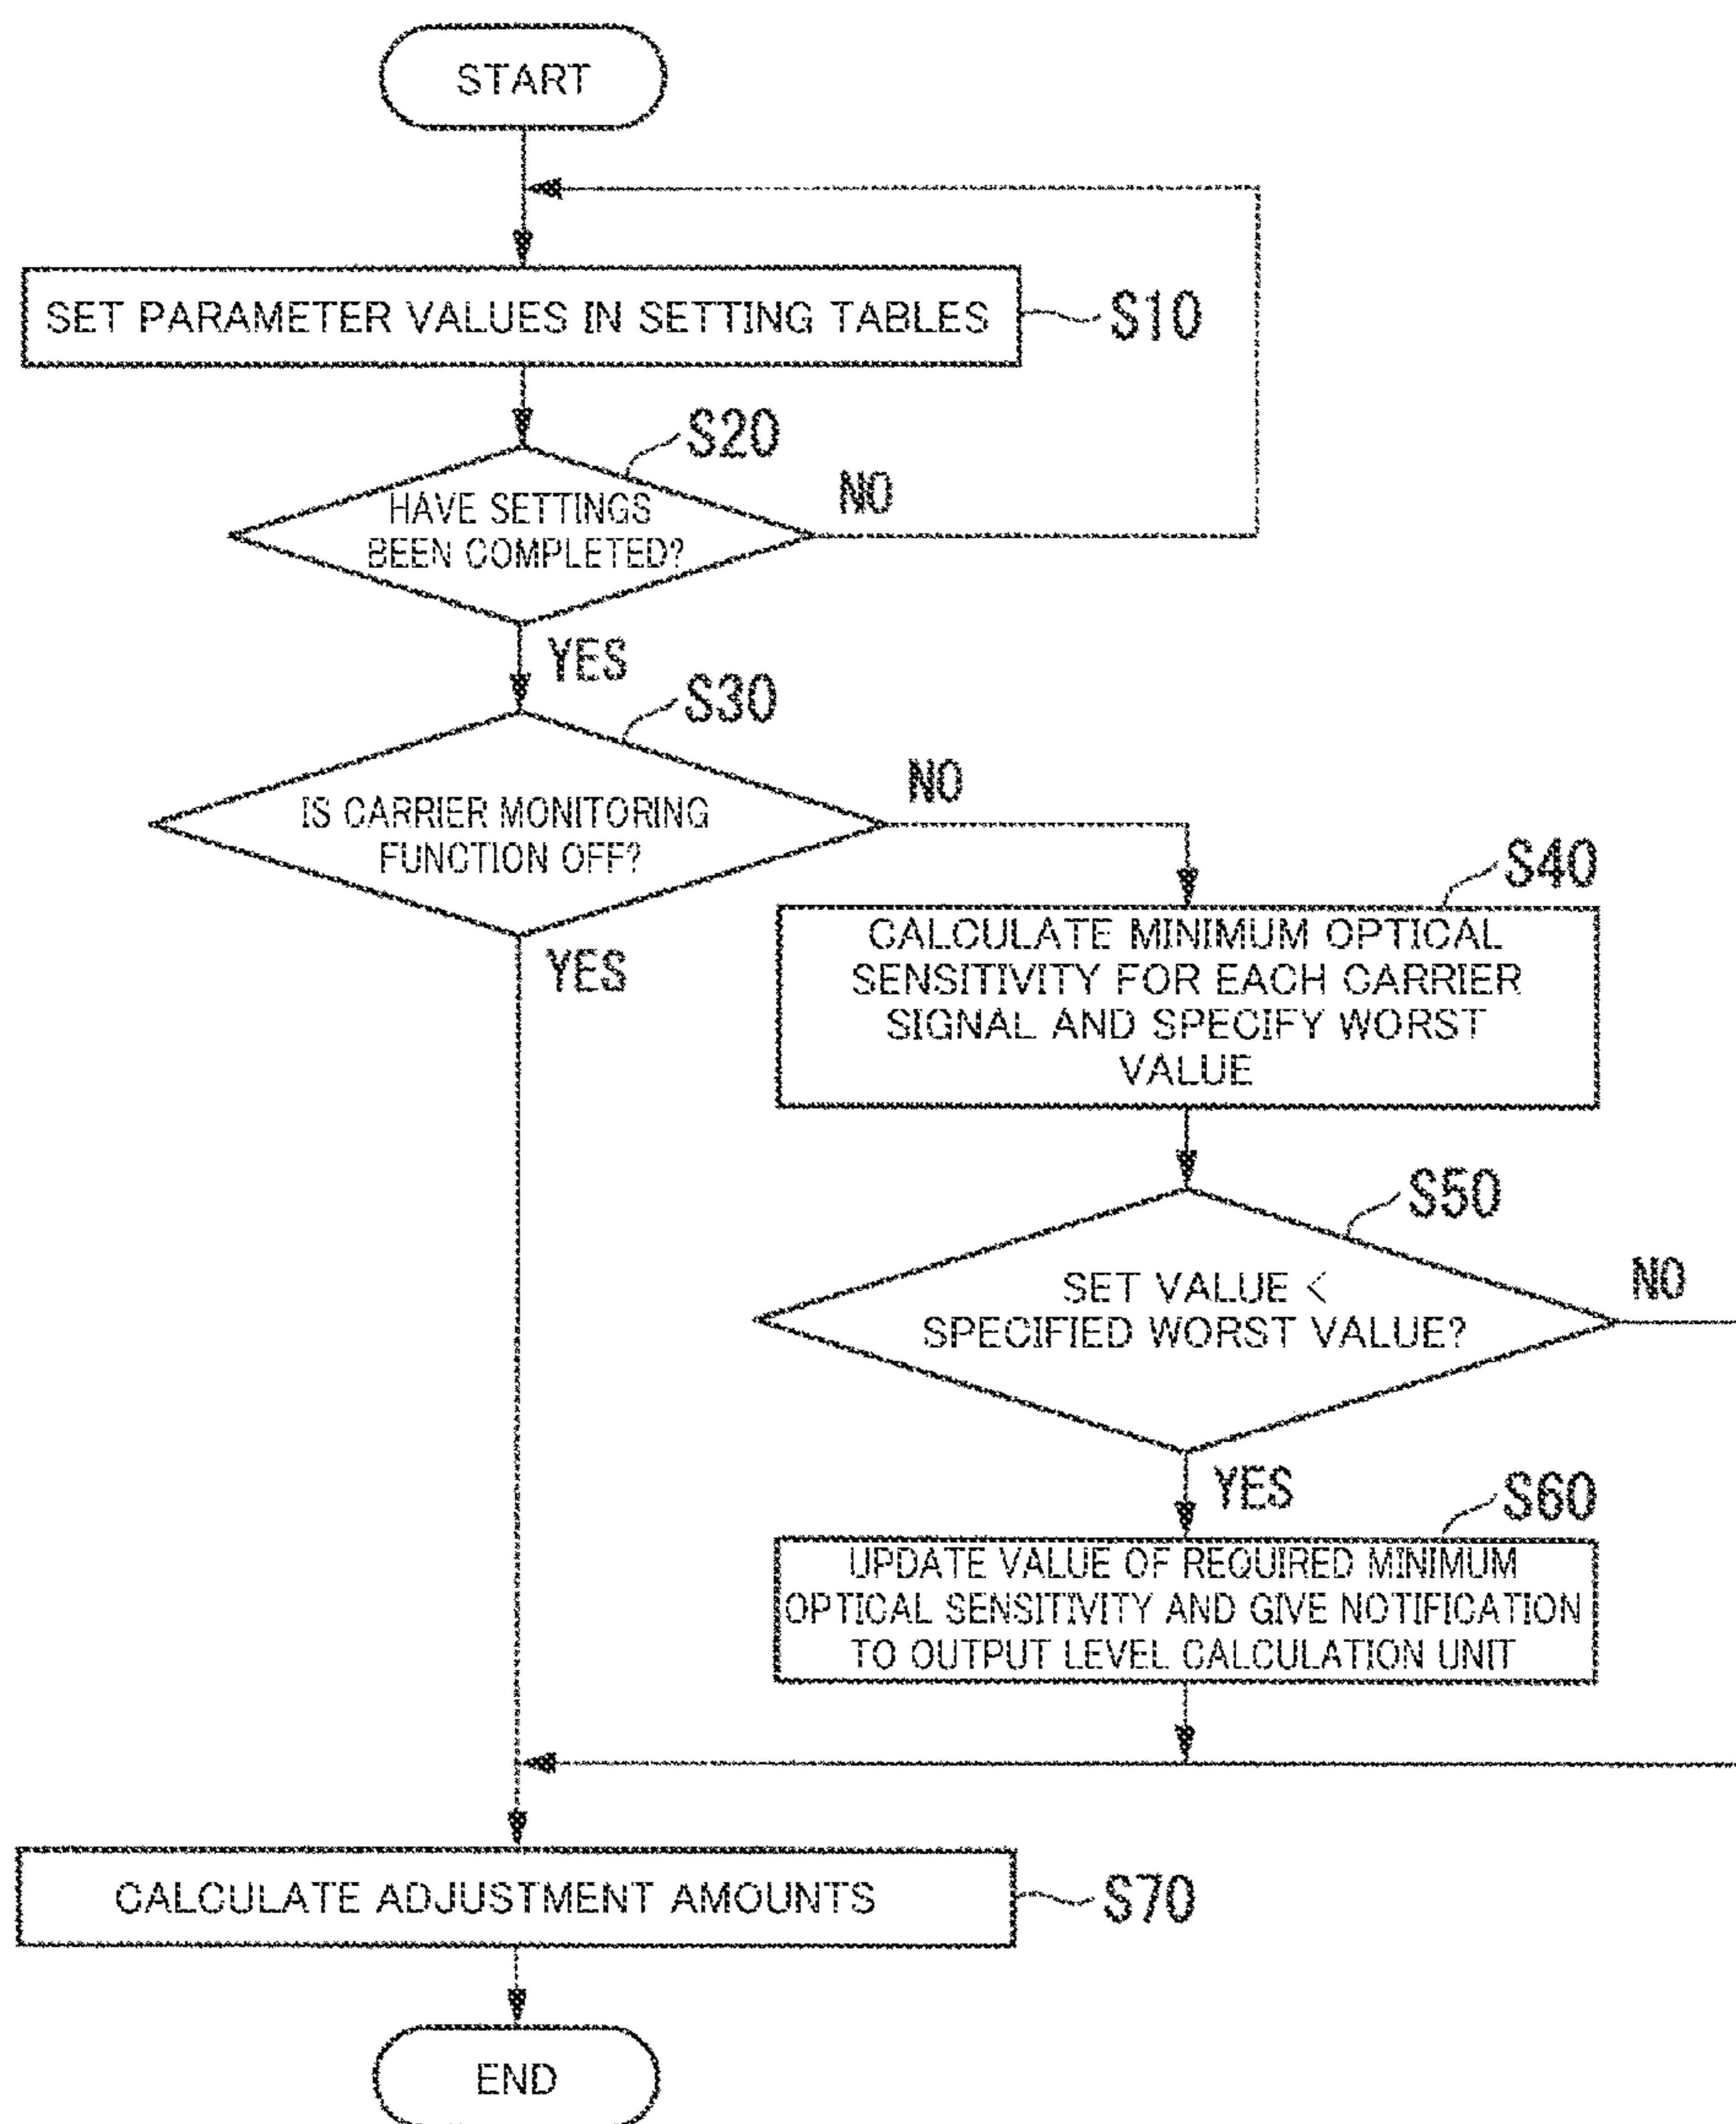 START
SET PARAMETER VALUES IN SETTING TABLES
S10
S20
HAVE SETTINGS
BEEN COMPLETED?
NO
YES
S30
IS CARRIER MONITORING
FUNCTION OFF?
NO
YES
S40
CALCULATE MINIMUM OPTICAL
SENSITIVITY FOR EACH CARRIER
SIGNAL AND SPECIFY WORST
VALUE
S50
SET VALUE <
SPECIFIED WORST VALUE?
NO
YES
S60
UPDATE VALUE OF REQUIRED MINIMUM
OPTICAL SENSITIVITY AND GIVE NOTIFICATION
TO OUTPUT LEVEL CALCULATION UNIT
CALCULATE ADJUSTMENT AMOUNTS
S70
END